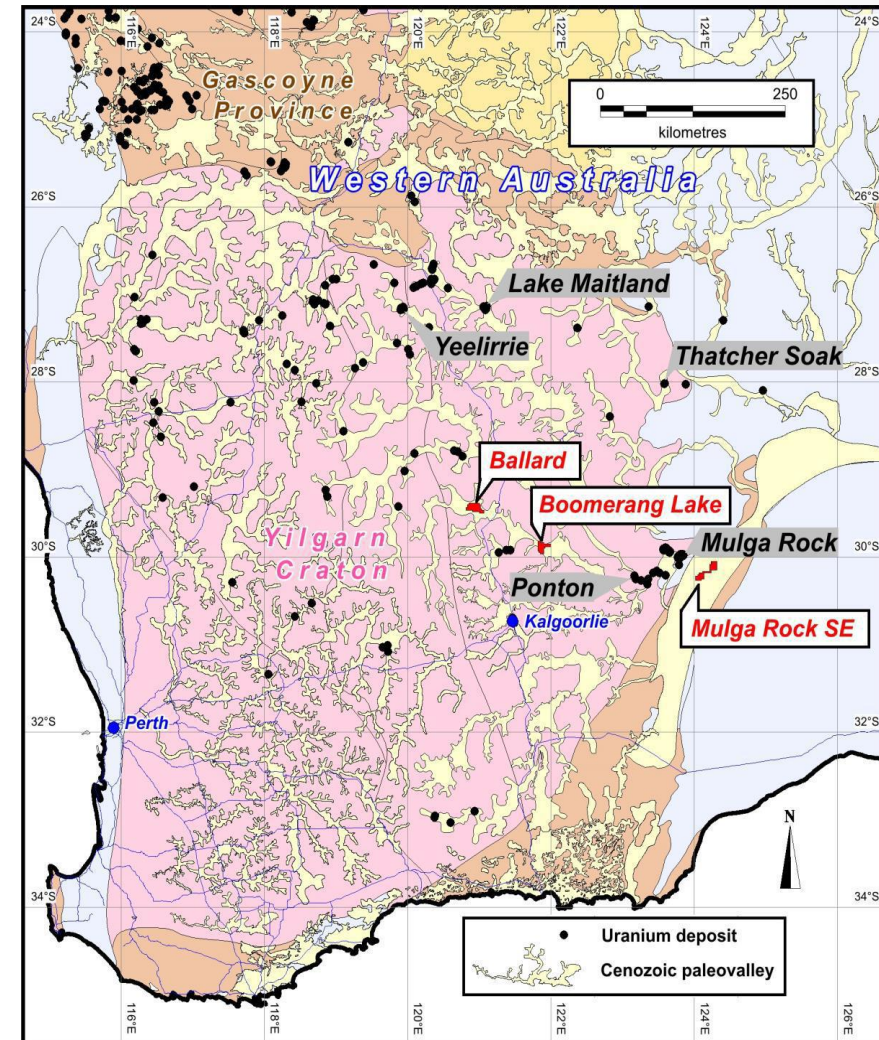 24°S
116°E
118°E
120°E
122°E
124°E
24°S
Gascoyne
Province
0
250
kilometres
Western Australia
26°S
26°S
Lake Maitland
Yeelirrie
Thatcher Soak
28°S
28°S
Ballard
Boomerang Lake
Yilgarn
Craton
30°S
30°S
Mulga Rock
Ponton
Kalgoorlie
Mulga Rock SE
32°S
32°S
Perth
N
34°S
34°S
Uranium deposit
Cenozoic paleovalley
116°E
118°E
120°E
122°E
124°E
126°E